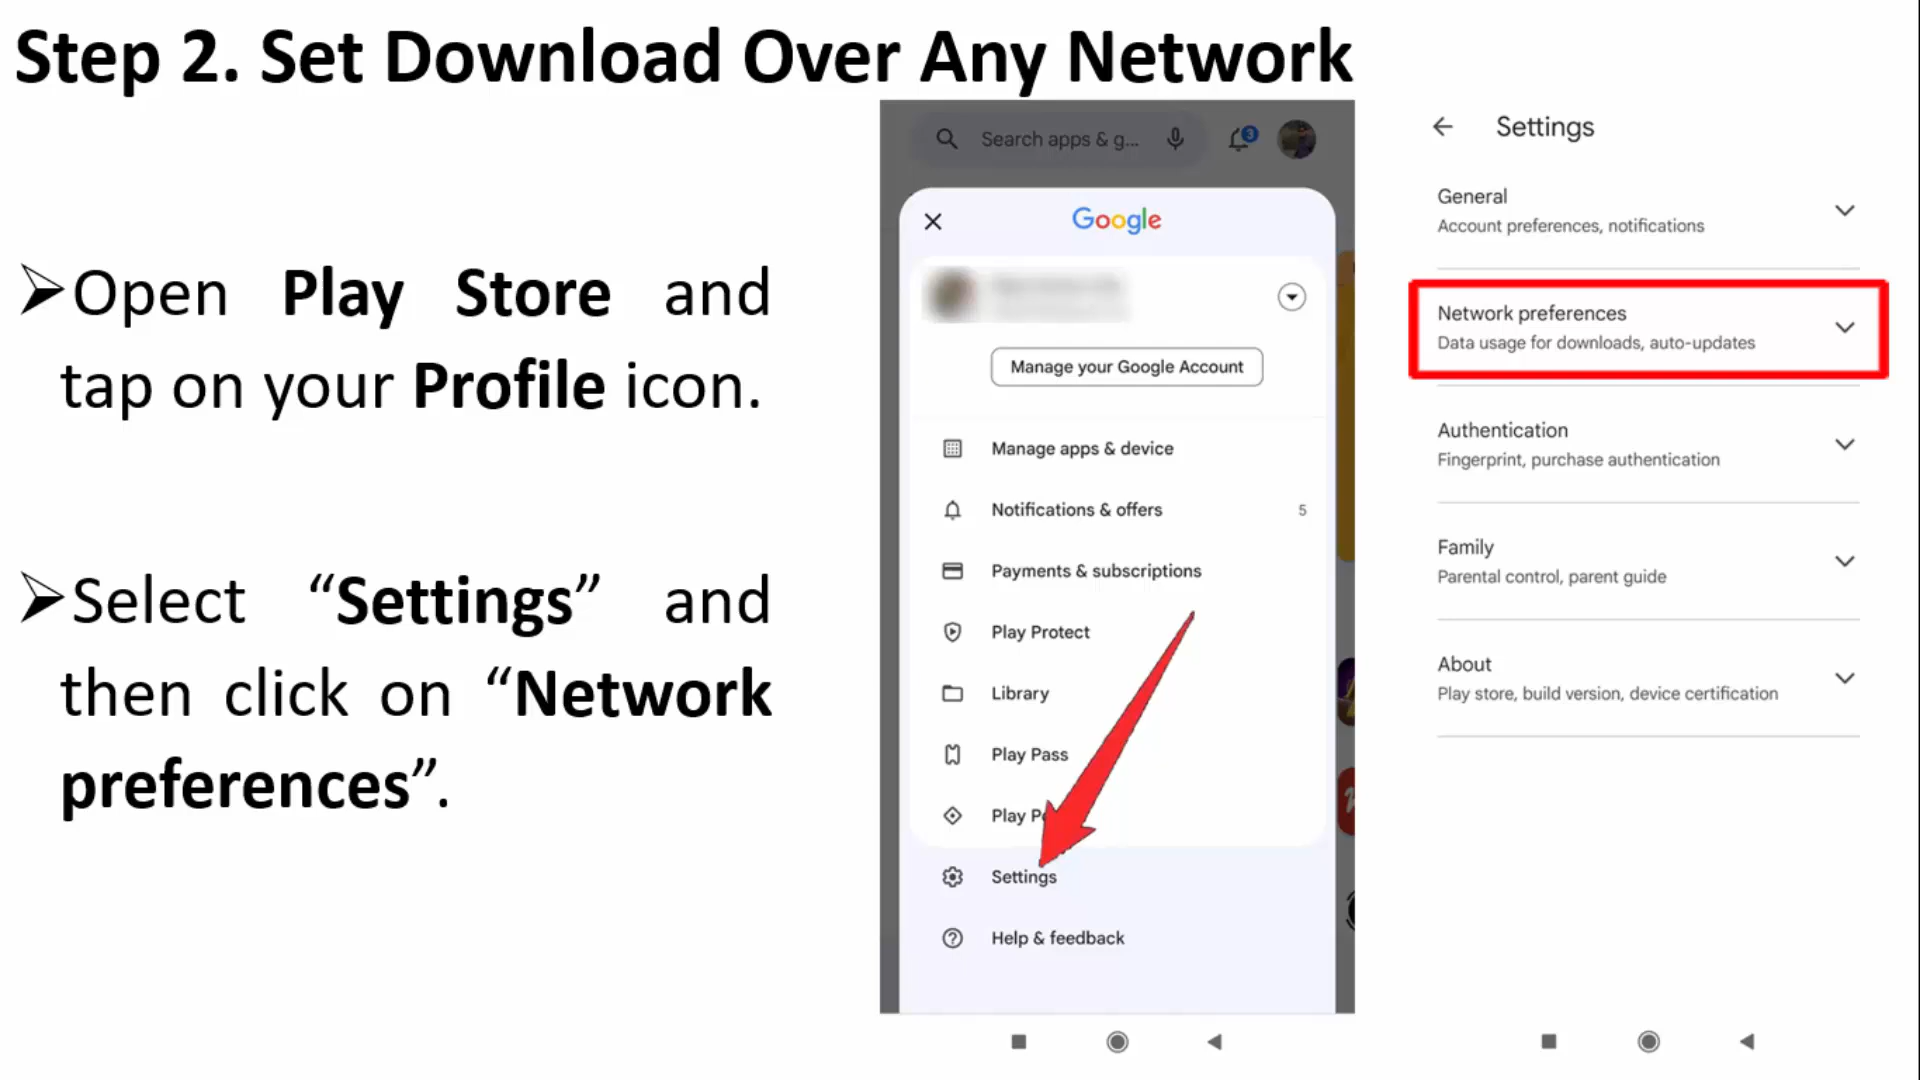 Step 2. Set Download Over Any Network
➢Open Play Store and
tap on your Profile icon.
➢Select “Settings” and
then click on “Network
preferences”.
Search apps & g...
3
Google
Manage your Google Account
Manage apps & device
Notifications & offers 5
Payments & subscriptions
Play Protect
Library
Play Pass
Play
Settings
Help & feedback
Settings
General
Account preferences, notifications
Network preferences
Data usage for downloads, auto-updates
Authentication
Fingerprint, purchase authentication
Family
Parental control, parent guide
About
Play store, build version, device certification